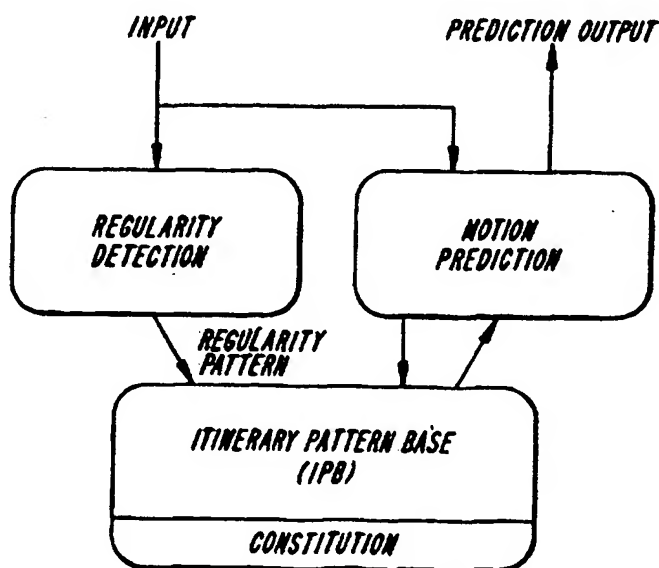 INPUT
PREDICTION OUTPUT
REGULARITY
DETECTION
MOTION
PREDICTION
REGULARITY
PATTERN
ITINERARY PATTERN BASE
(IPB)
CONSTITUTION